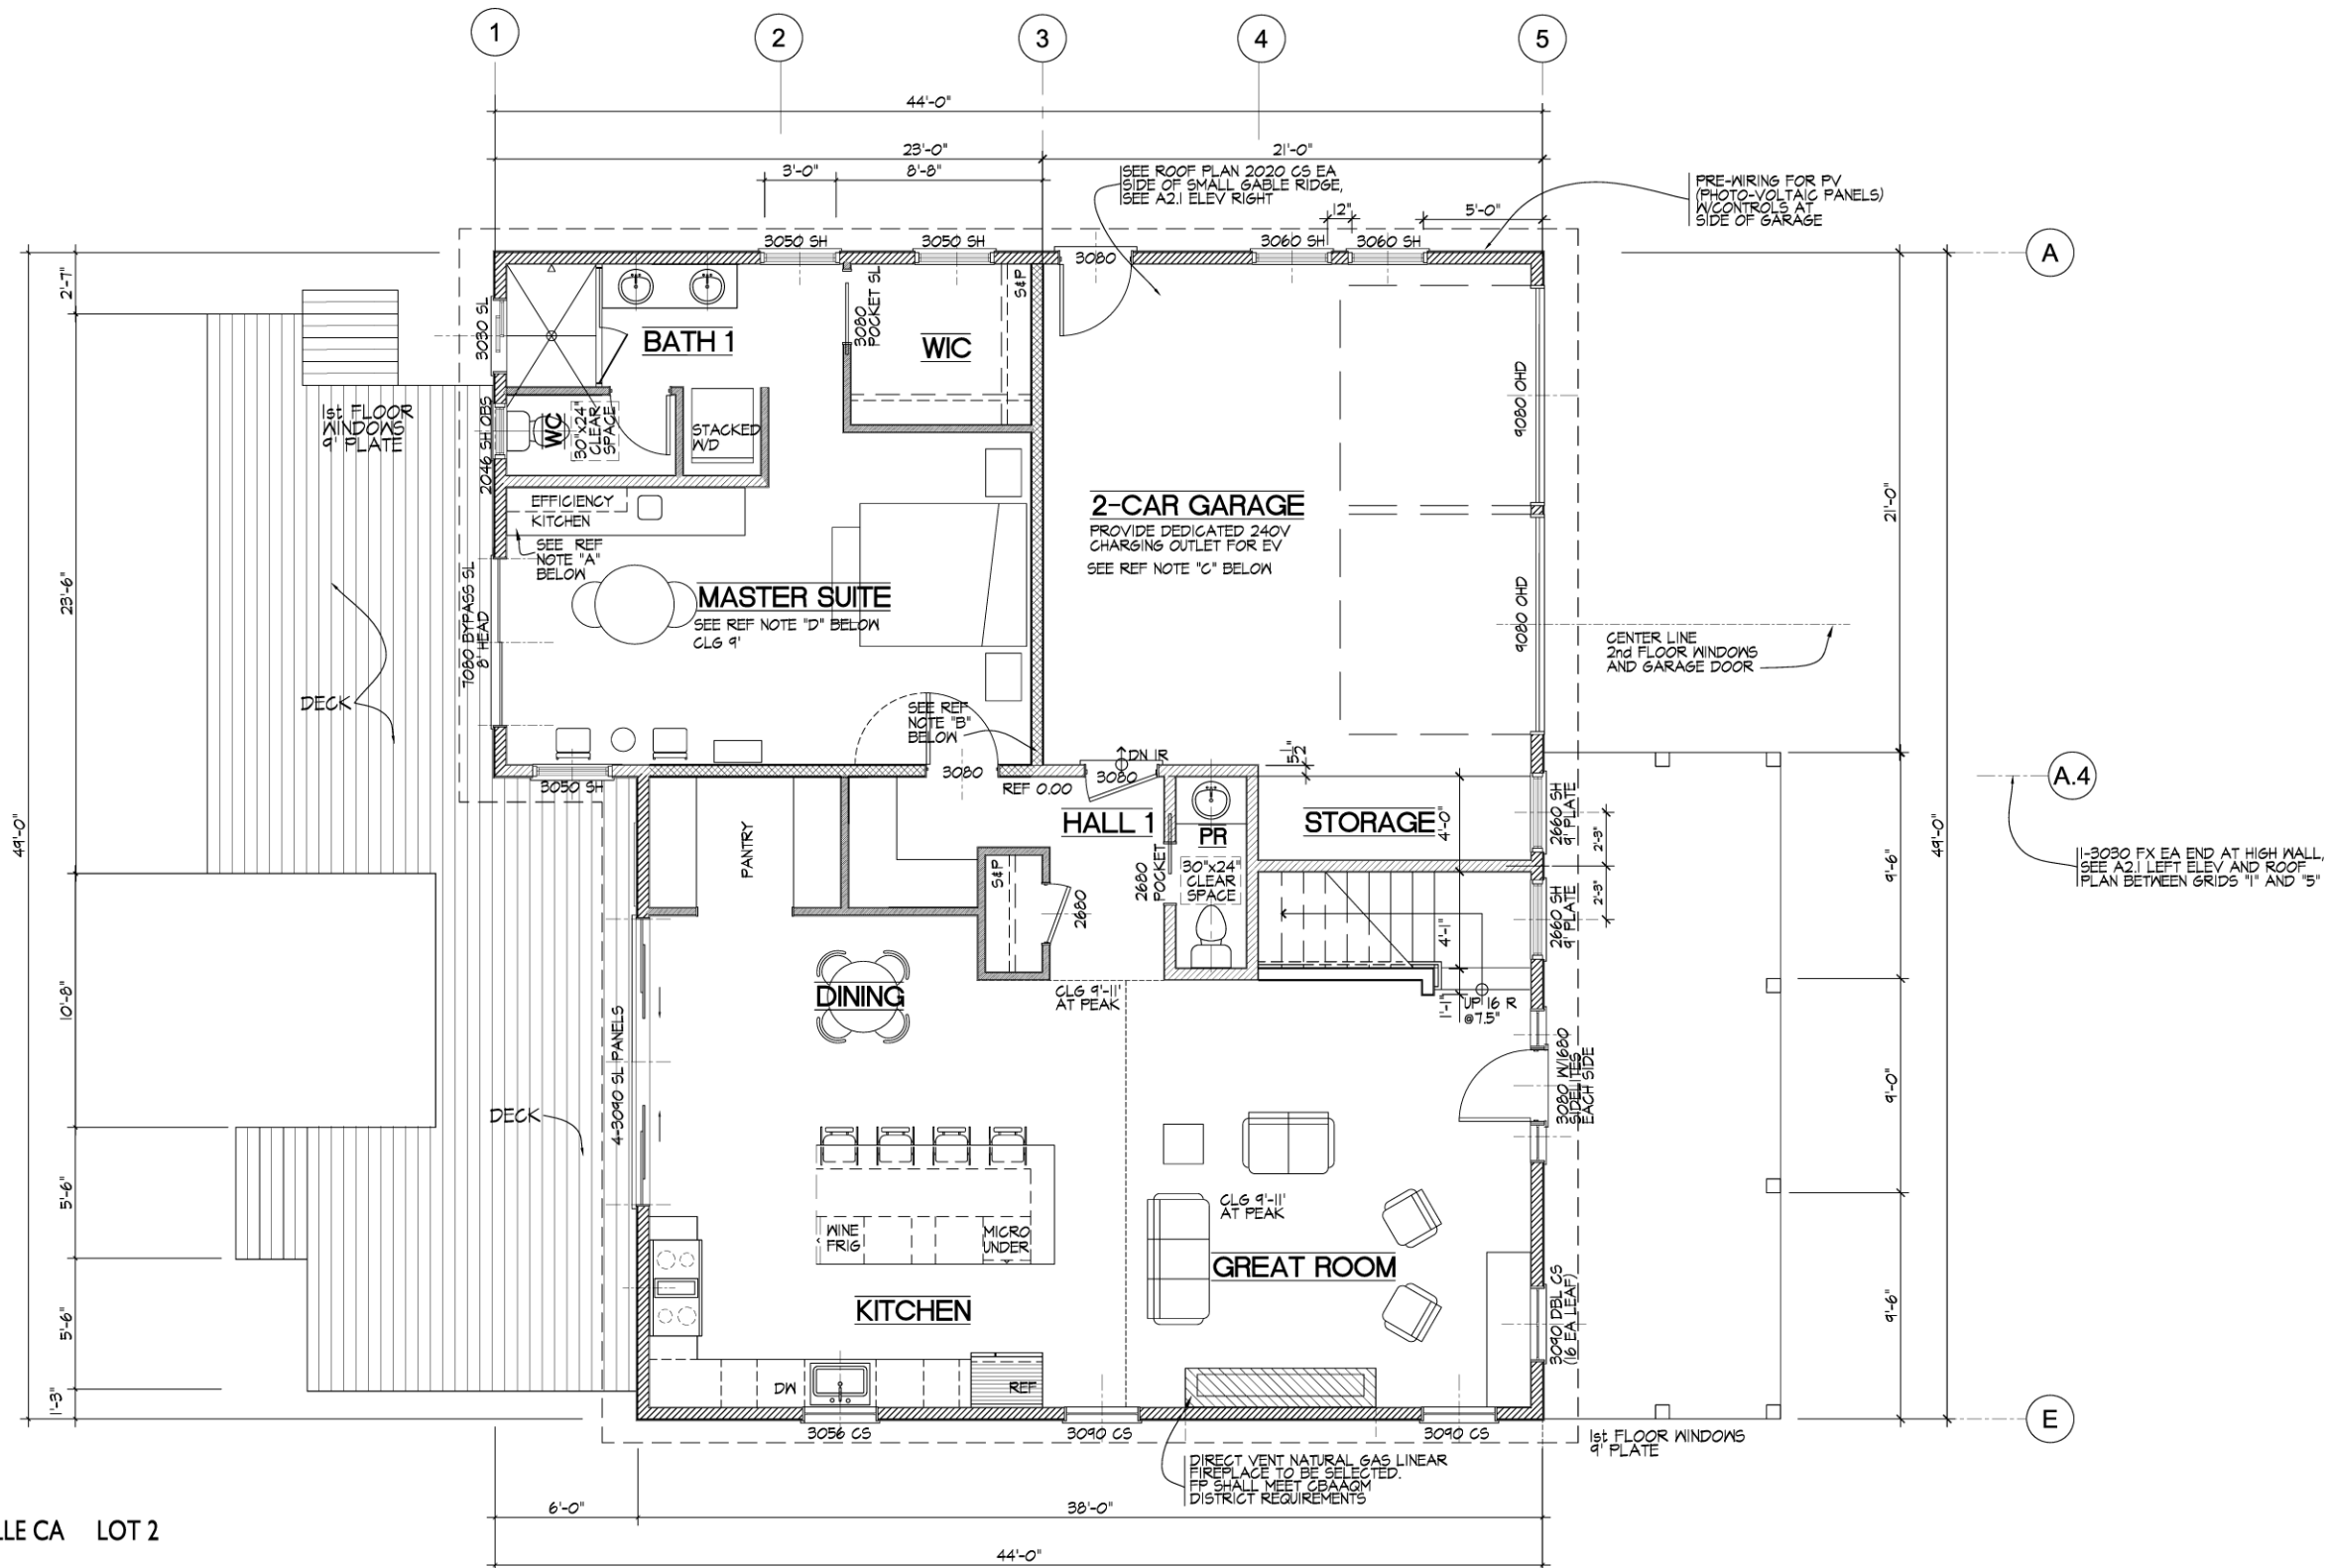 1
2
3
4
5
44'-0"
23'-0"
21'-0"
3'-0"
8'-8"
SEE ROOF PLAN 2020 CS EA
SIDE OF SMALL GABLE RIDGE,
SEE A2.1 ELEV RIGHT
12"
5'-0"
PRE-WIRING FOR PV
(PHOTO-VOLTAIC PANELS)
W/CONTROLS AT
SIDE OF GARAGE
3050 SH
3050 SH
3080
3060 SH
3060 SH
A
2'-7"
3030 SL
BATH 1
3080
POCKET SL
WIC
S&P
1st FLOOR
WINDOWS
9' PLATE
2046 SH OBS
WC
30"x24"
CLEAR
SPACE
STACKED
W/D
9080 OHD
EFFICIENCY
KITCHEN
SEE REF
NOTE "A"
BELOW
2-CAR GARAGE
PROVIDE DEDICATED 240V
CHARGING OUTLET FOR EV
SEE REF NOTE "C" BELOW
21'-0"
23'-6"
7080 BYPASS SL
8' HEAD
MASTER SUITE
SEE REF NOTE "D" BELOW
CLG 9'
9080 OHD
CENTER LINE
2nd FLOOR WINDOWS
AND GARAGE DOOR
DECK
SEE REF
NOTE "B"
BELOW
DN 1R
3080
3080
REF 0.00
5 1/2"
A.4
3050 SH
49'-0"
PANTRY
HALL 1
PR
30"x24"
CLEAR
SPACE
STORAGE
4'-0"
2660 SH
9' PLATE
2'-3"
2'-3"
2660 SH
9' PLATE
9'-6"
49'-0"
1-3030 FX EA END AT HIGH WALL,
SEE A2.1 LEFT ELEV AND ROOF
PLAN BETWEEN GRIDS "1" AND "5"
S&P
2680
2680
POCKET
4'-1"
DINING
CLG 9'-11"
AT PEAK
1'-1"
UP 16 R
@7.5"
10'-8"
4-3090 SL PANELS
DECK
3080 W/1680
SIDELITES
EACH SIDE
9'-0"
5'-6"
WINE
FRIG
MICRO
UNDER
CLG 9'-11"
AT PEAK
GREAT ROOM
KITCHEN
3090 DBL CS
(16 EA LEAF)
9'-6"
5'-6"
1'-3"
DW
REF
E
3056 CS
3090 CS
3090 CS
1st FLOOR WINDOWS
9' PLATE
DIRECT VENT NATURAL GAS LINEAR
FIREPLACE TO BE SELECTED.
FP SHALL MEET CBAAQM
DISTRICT REQUIREMENTS
6'-0"
38'-0"
LLE CA LOT 2
44'-0"